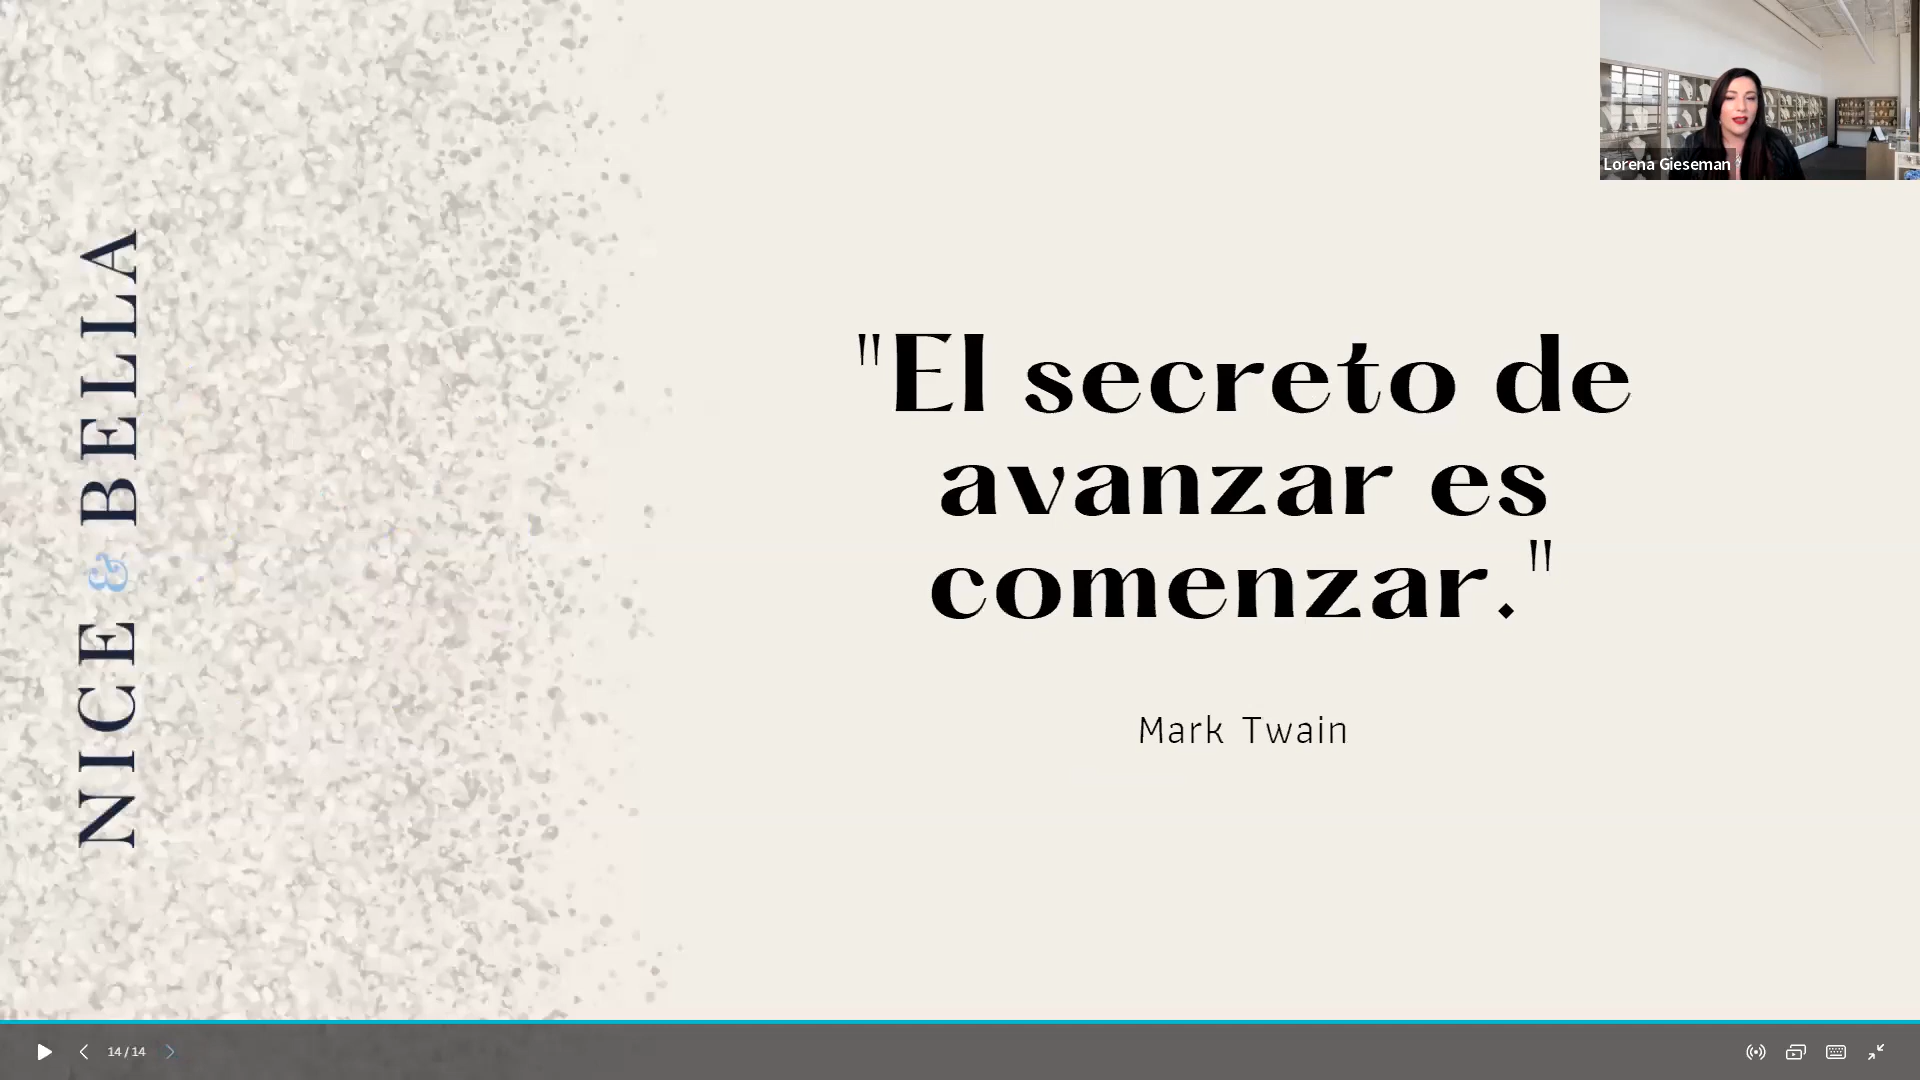 NICE & BELLA
"El secreto de
avanzar es
comenzar."
Mark Twain
Lorena Gieseman
14 / 14